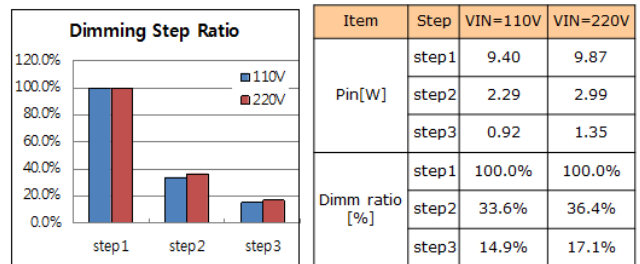 Dimming Step Ratio
120.0%
100.0%
80.0%
60.0%
40.0%
20.0%
0.0%
110V
220V
step1 step2 step3
Item Step VIN=110V VIN=220V
Pin[W]
step1 9.40 9.87
step2 2.29 2.99
step3 0.92 1.35
Dimm ratio
[%]
step1 100.0% 100.0%
step2 33.6% 36.4%
step3 14.9% 17.1%